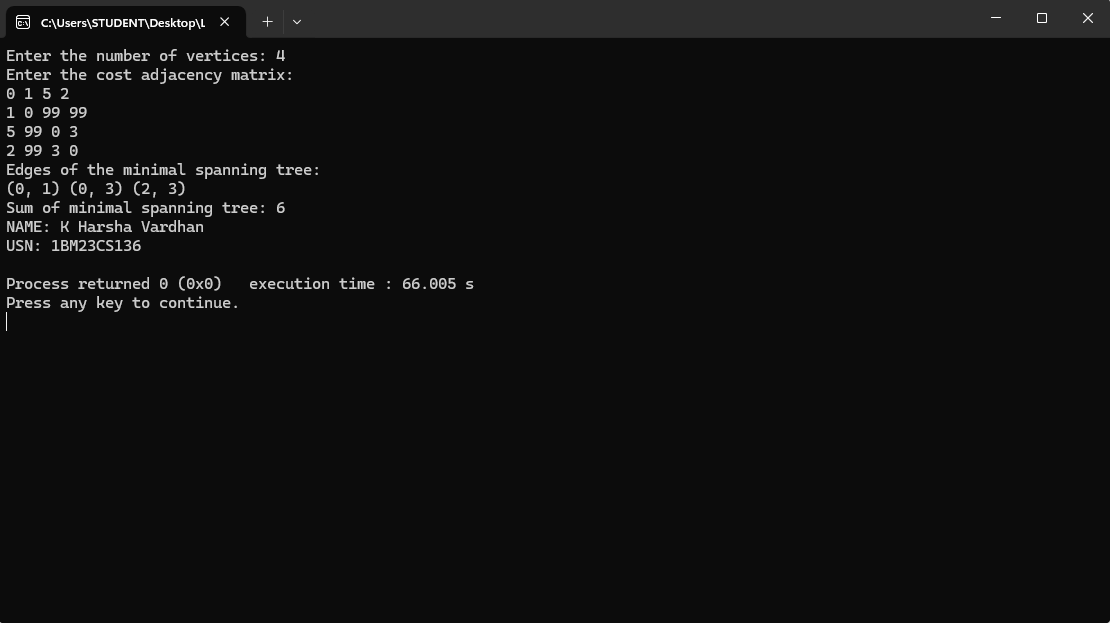 C:\Users\STUDENT\Desktop\L
Enter the number of vertices: 4
Enter the cost adjacency matrix:
0 1 5 2
1 0 99 99
5 99 0 3
2 99 3 0
Edges of the minimal spanning tree:
(0, 1) (0, 3) (2, 3)
Sum of minimal spanning tree: 6
NAME: K Harsha Vardhan
USN: 1BM23CS136
Process returned 0 (0x0)   execution time : 66.005 s
Press any key to continue.